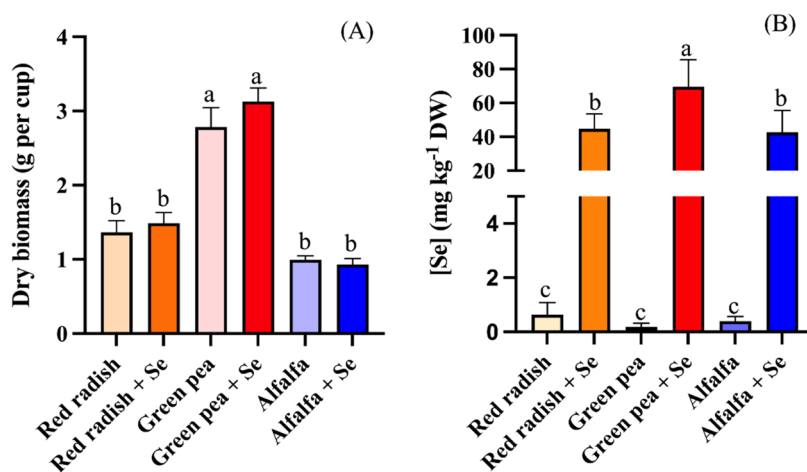 (A)
Dry biomass (g per cup)
4
3
2
1
0
b
b
a
a
b
b
Red radish
Red radish + Se
Green pea
Green pea + Se
Alfalfa
Alfalfa + Se
(B)
[Se] (mg kg⁻¹ DW)
100
80
60
40
20
4
2
0
c
b
c
a
c
b
Red radish
Red radish + Se
Green pea
Green pea + Se
Alfalfa
Alfalfa + Se